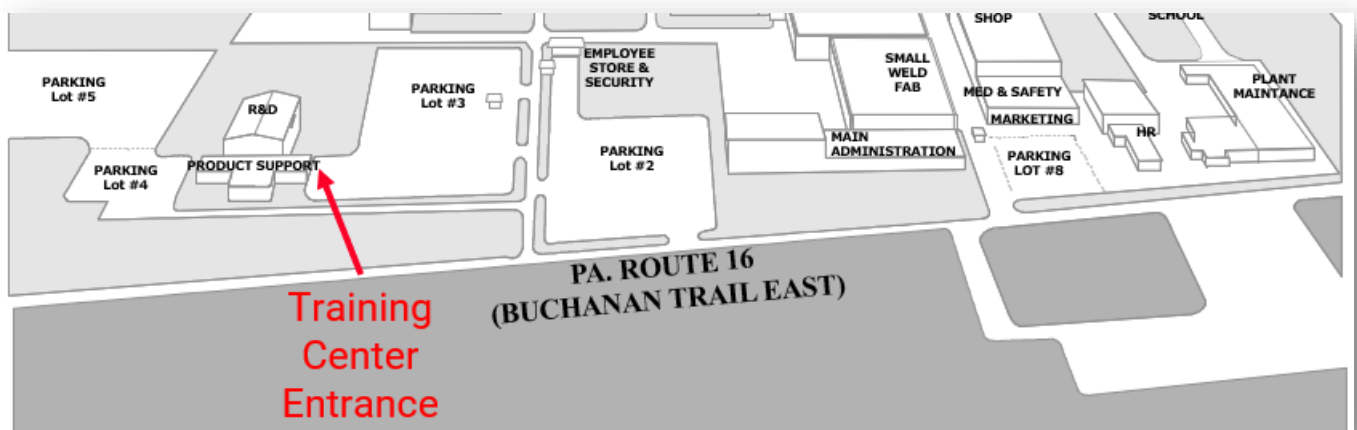 SHOP
SCHOOL
EMPLOYEE
STORE &
SECURITY
SMALL
WELD
FAB
PARKING
Lot #5
PARKING
Lot #3
R&D
MED & SAFETY
PLANT
MAINTANCE
MARKETING
HR
MAIN
ADMINISTRATION
PARKING
Lot #2
PARKING
LOT #8
PRODUCT SUPPORT
PARKING
Lot #4
PA. ROUTE 16
(BUCHANAN TRAIL EAST)
Training
Center
Entrance